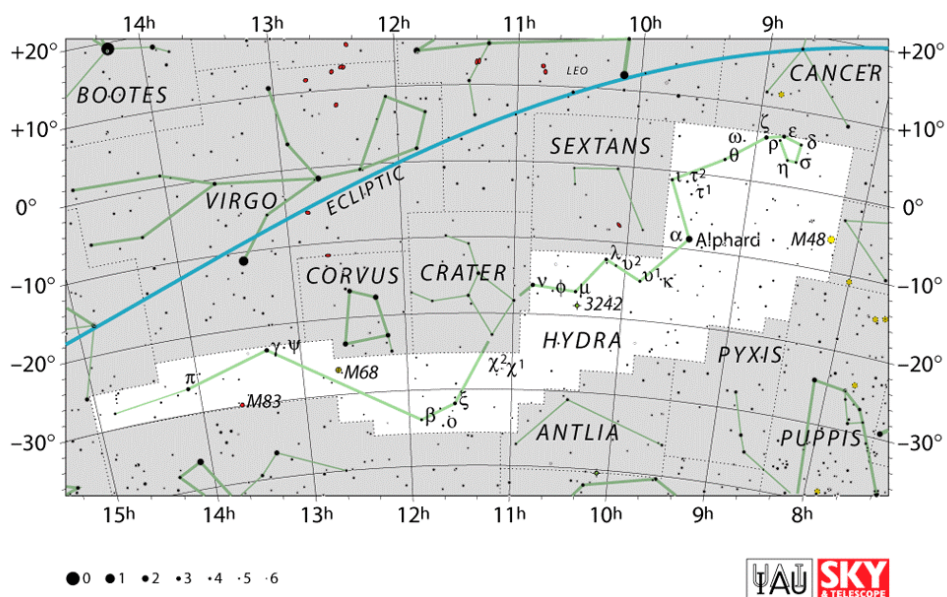 14h 13h 12h 11h 10h 9h
+20° +20°
LEO
CANCER
BOOTES
+10° +10°
SEXTANS
ω ζ ε
θ ρ δ
η σ
ι τ² 
τ¹
VIRGO
ECLIPTIC
0° 0°
α Alphard M48
λ υ²
CORVUS CRATER
υ¹ κ
−10° −10°
ν φ μ
3242
HYDRA
γ ψ
PYXIS
−20° −20°
χ² χ¹
π M68
ξ
M83
β ο
ANTLIA PUPPIS
−30° −30°
15h 14h 13h 12h 11h 10h 9h 8h
0 1 2 3 4 5 6
IAU SKY
& TELESCOPE